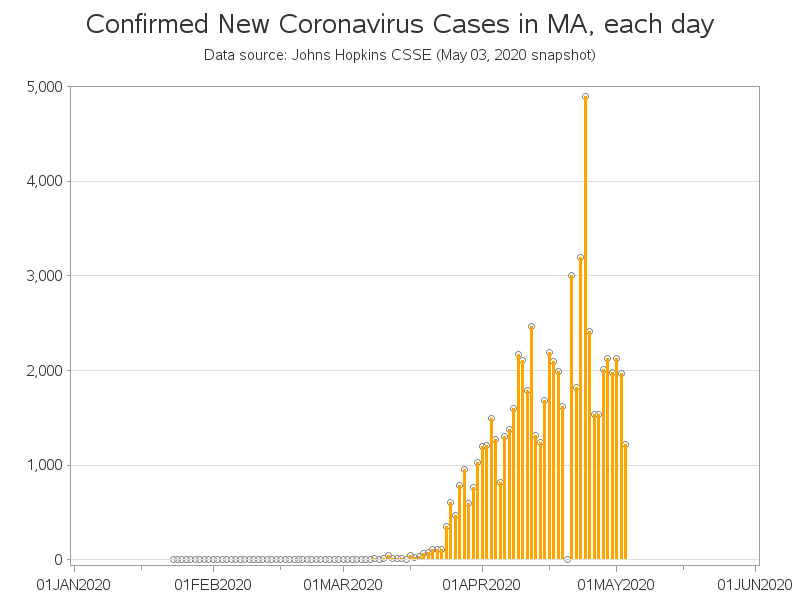 Confirmed New Coronavirus Cases in MA, each day
Data source: Johns Hopkins CSSE (May 03, 2020 snapshot)
5,000
4,000
3,000
2,000
1,000
0
01JAN2020 01FEB2020 01MAR2020 01APR2020 01MAY2020 01JUN2020